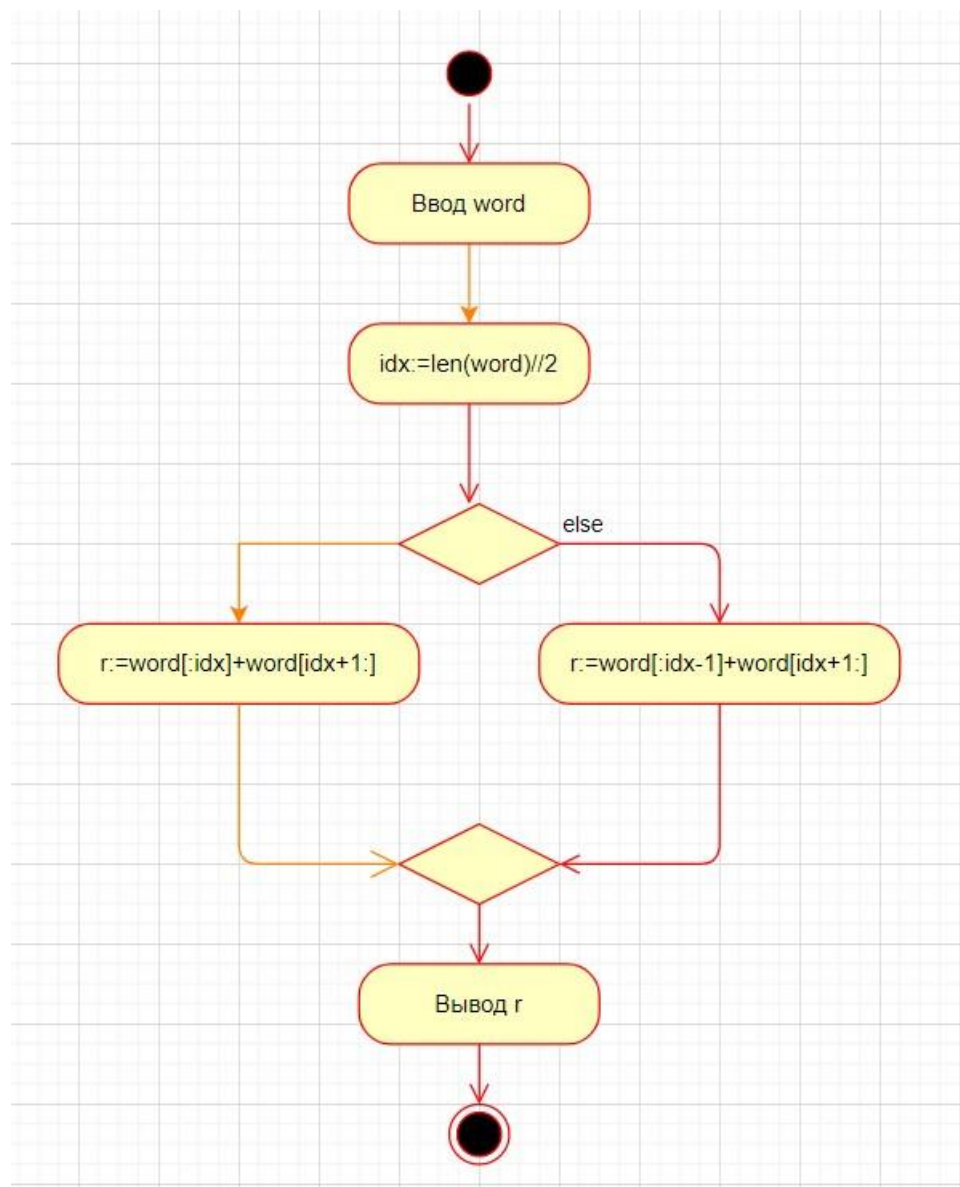 Ввод word
idx:=len(word)//2
else
r:=word[:idx]+word[idx+1:]
r:=word[:idx-1]+word[idx+1:]
Вывод r